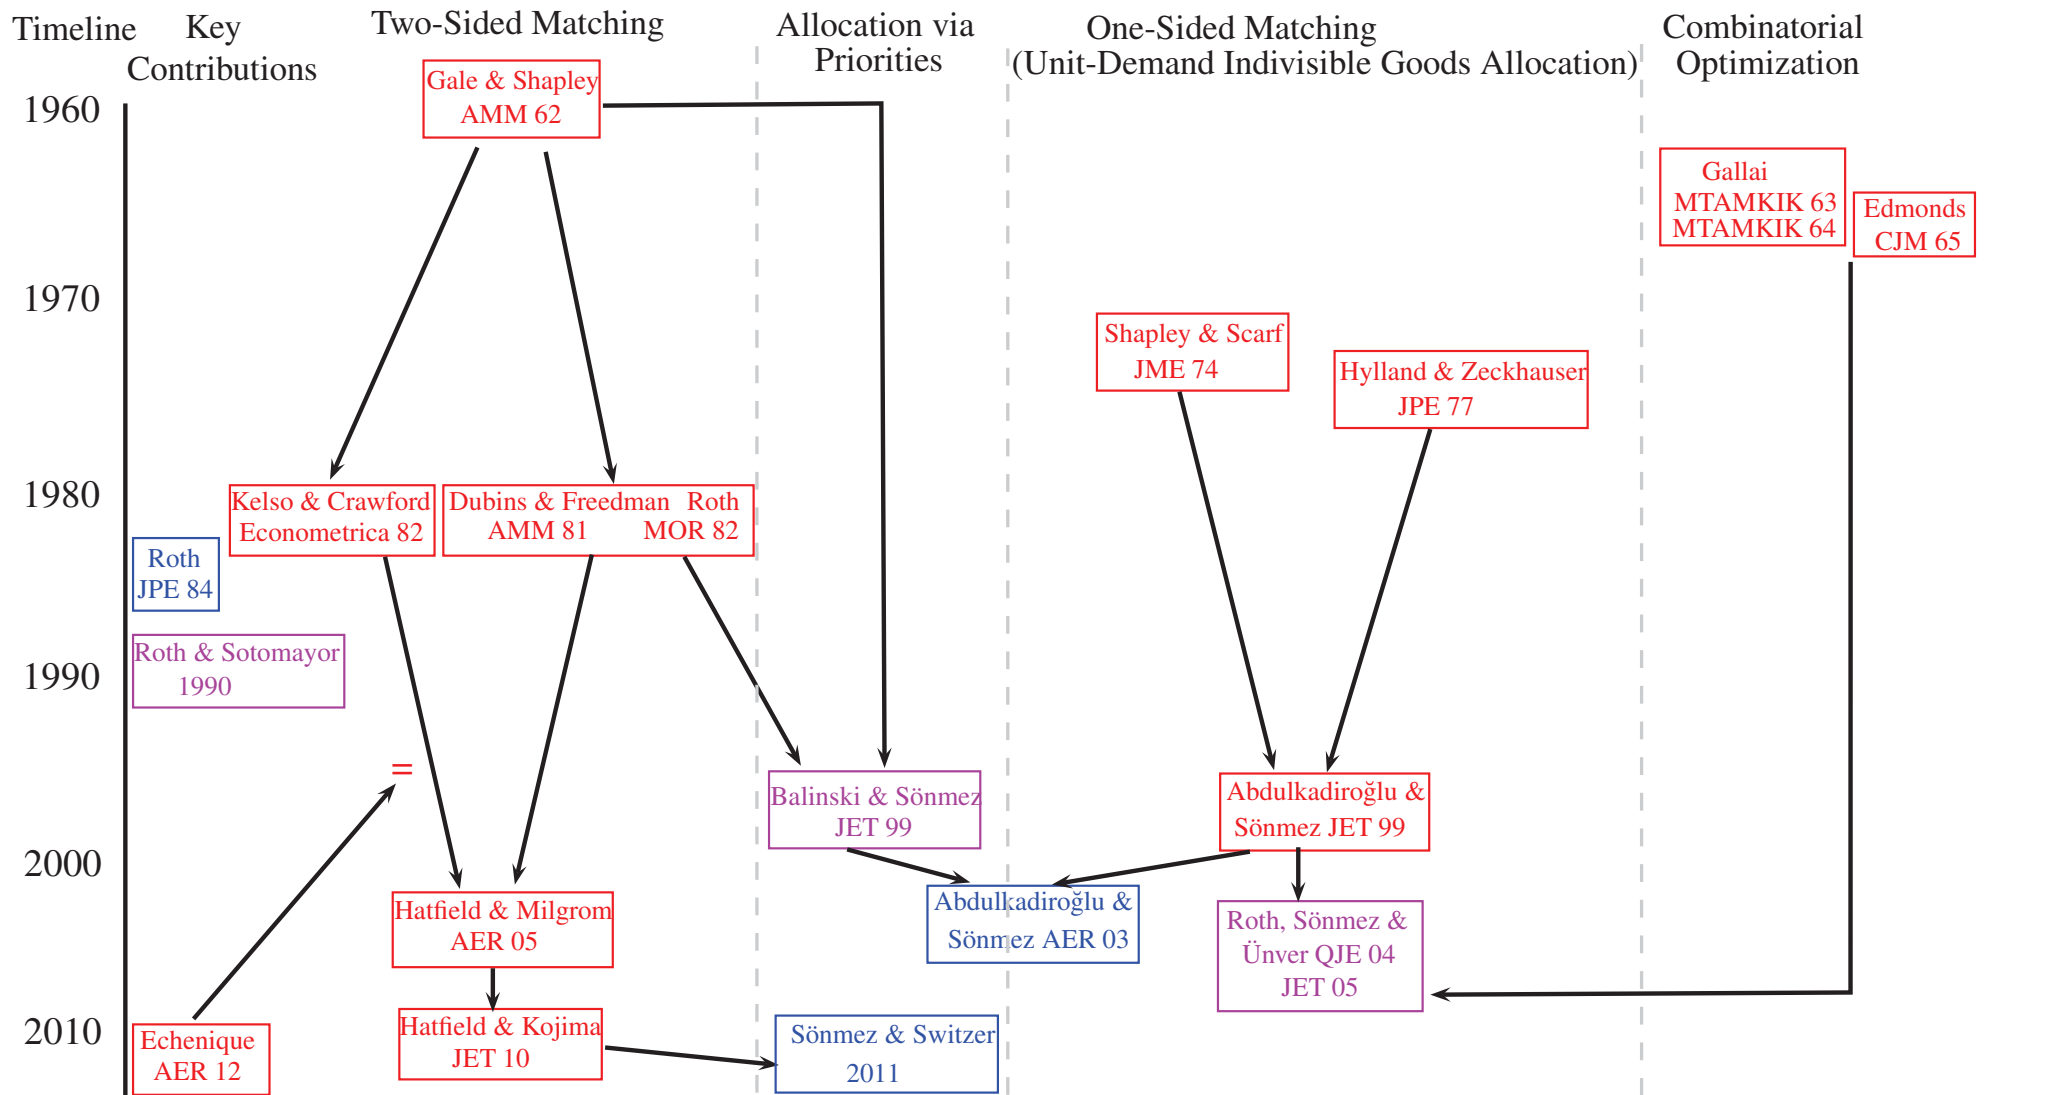 Timeline
Key
Contributions
Two-Sided Matching
Allocation via
Priorities
One-Sided Matching
(Unit-Demand Indivisible Goods Allocation)
Combinatorial
Optimization
1960
1970
1980
1990
2000
2010
Gale & Shapley
AMM 62
Gallai
MTAMKIK 63
MTAMKIK 64
Edmonds
CJM 65
Shapley & Scarf
JME 74
Hylland & Zeckhauser
JPE 77
Kelso & Crawford
Econometrica 82
Dubins & Freedman Roth
AMM 81 MOR 82
Roth
JPE 84
Roth & Sotomayor
1990
=
Balinski & Sönmez
JET 99
Abdulkadiroğlu &
Sönmez JET 99
Hatfield & Milgrom
AER 05
Abdulkadiroğlu &
Sönmez AER 03
Roth, Sönmez &
Ünver QJE 04
JET 05
Echenique
AER 12
Hatfield & Kojima
JET 10
Sönmez & Switzer
2011